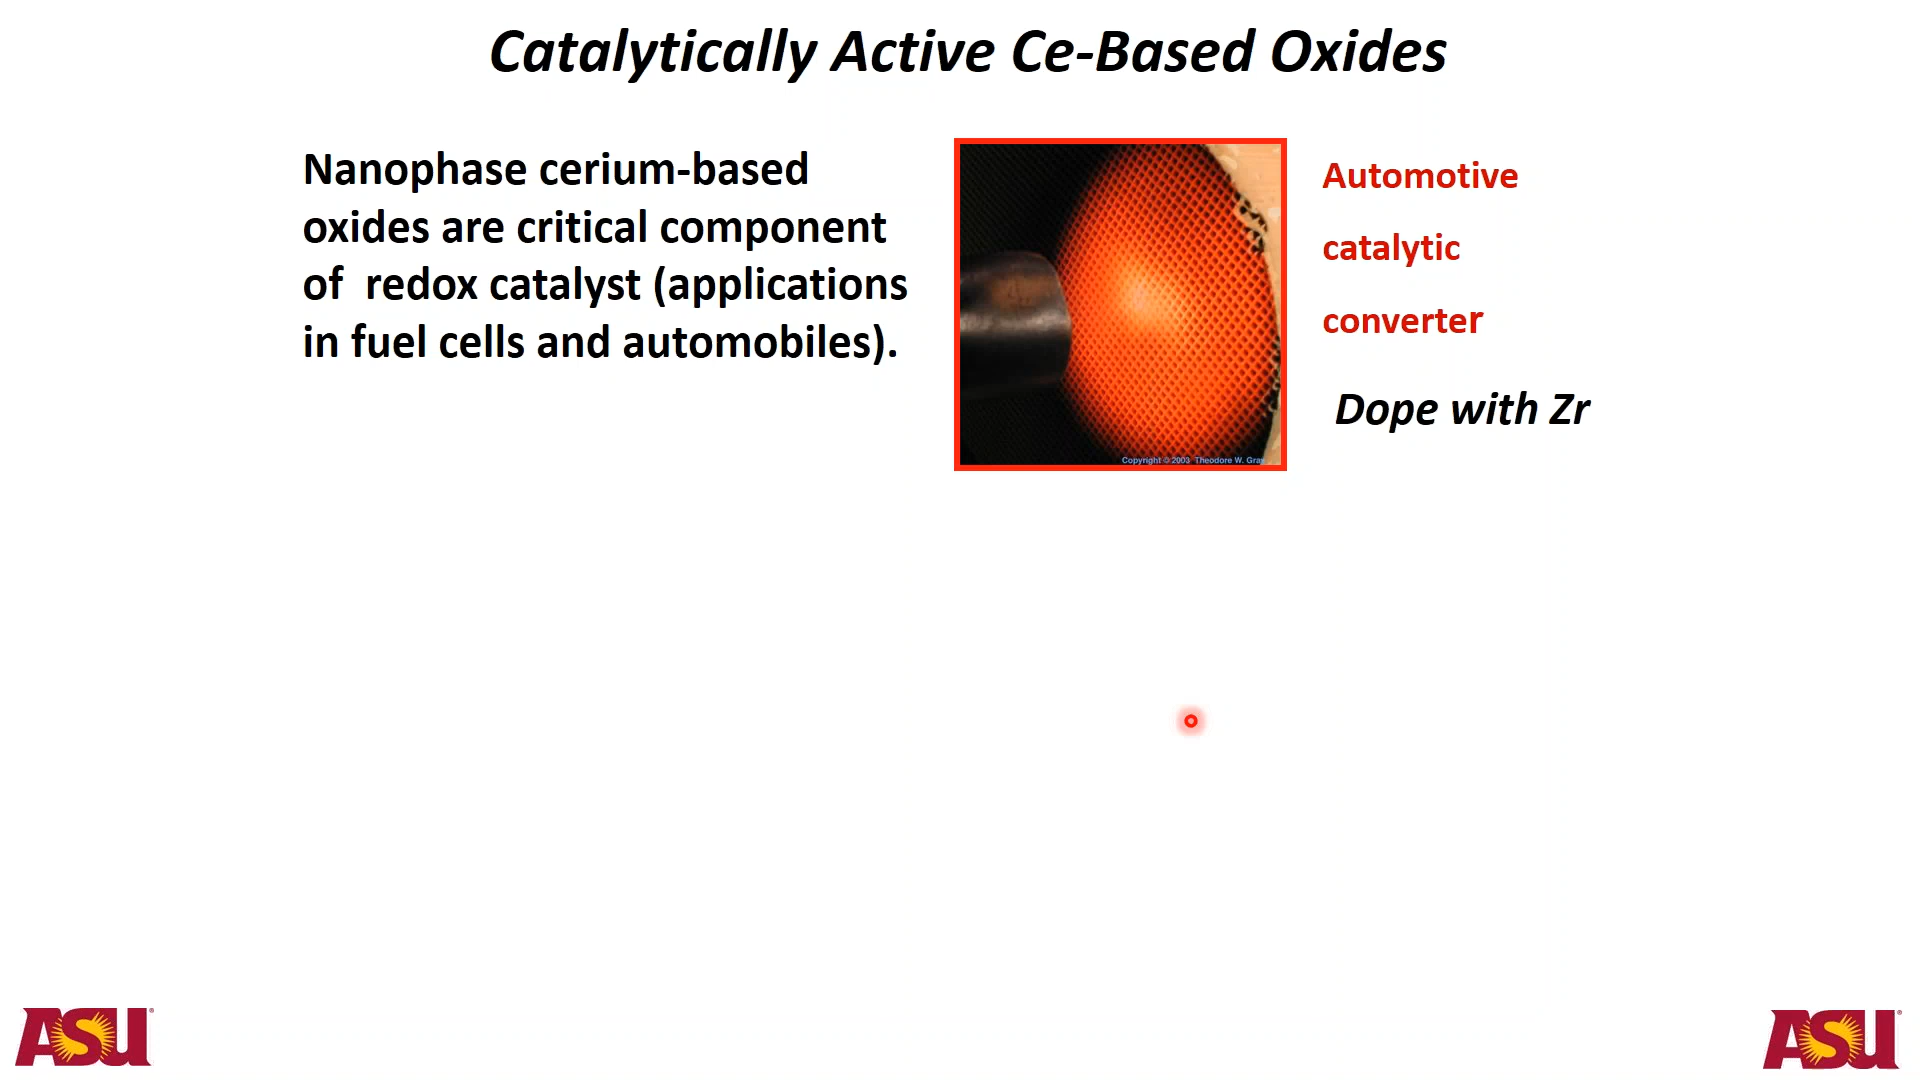 Catalytically Active Ce-Based Oxides
Nanophase cerium-based
oxides are critical component
of redox catalyst (applications
in fuel cells and automobiles).
Automotive
catalytic
converter
Dope with Zr
Copyright © 2003 Theodore W. Gray
ASU
ASU